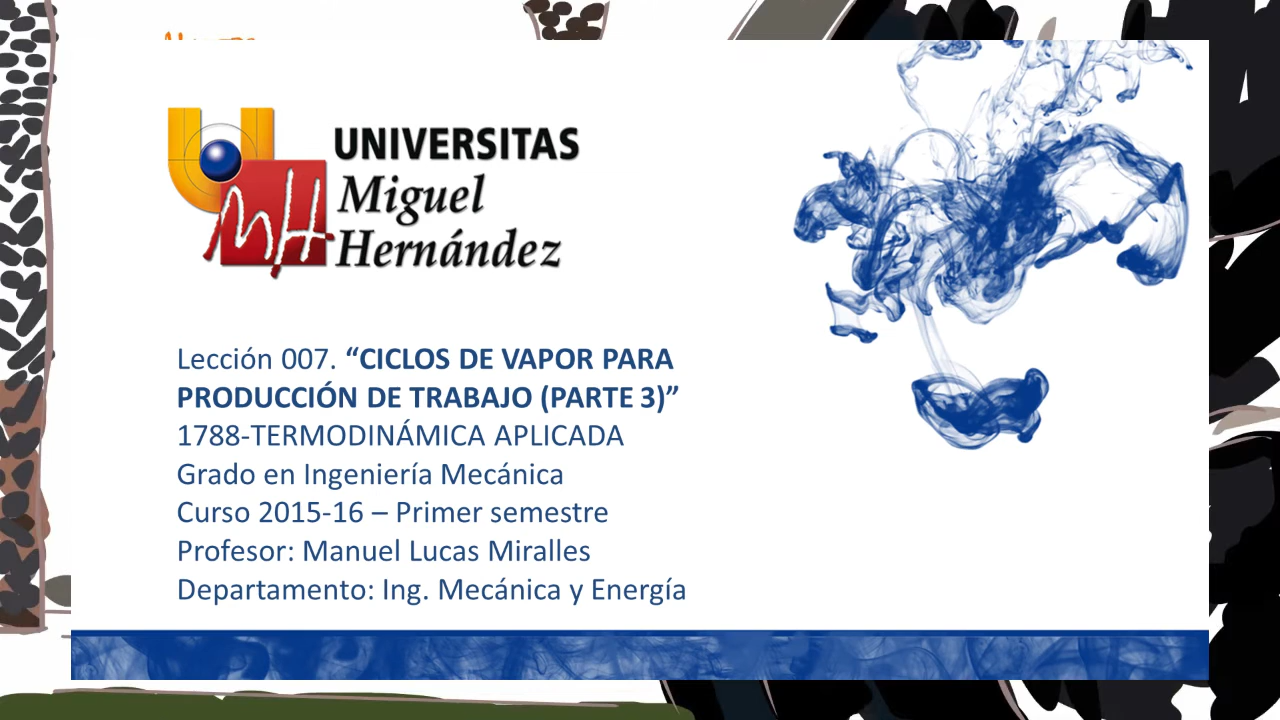 UNIVERSITAS
Miguel
Hernández
Lección 007. “CICLOS DE VAPOR PARA
PRODUCCIÓN DE TRABAJO (PARTE 3)”
1788-TERMODINÁMICA APLICADA
Grado en Ingeniería Mecánica
Curso 2015-16 – Primer semestre
Profesor: Manuel Lucas Miralles
Departamento: Ing. Mecánica y Energía